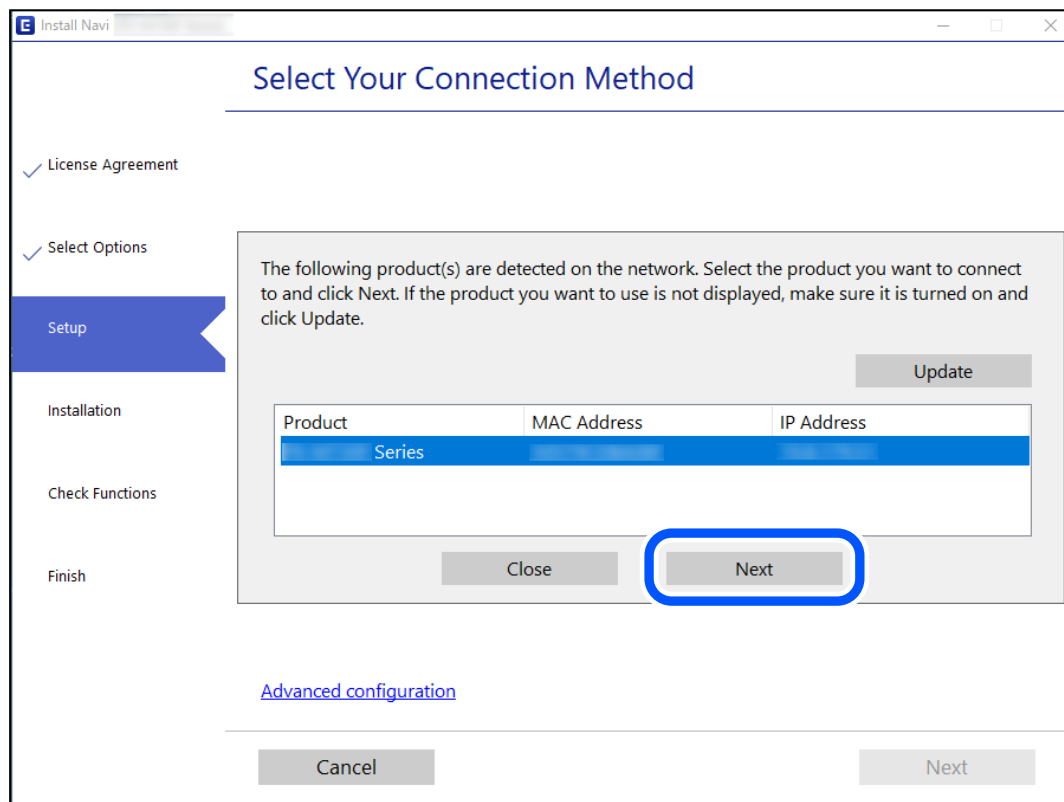 Install Navi
Select Your Connection Method
License Agreement
Select Options
Setup
Installation
Check Functions
Finish
The following product(s) are detected on the network. Select the product you want to connect
to and click Next. If the product you want to use is not displayed, make sure it is turned on and
click Update.
Update
Product MAC Address IP Address
Series
Close Next
Advanced configuration
Cancel Next